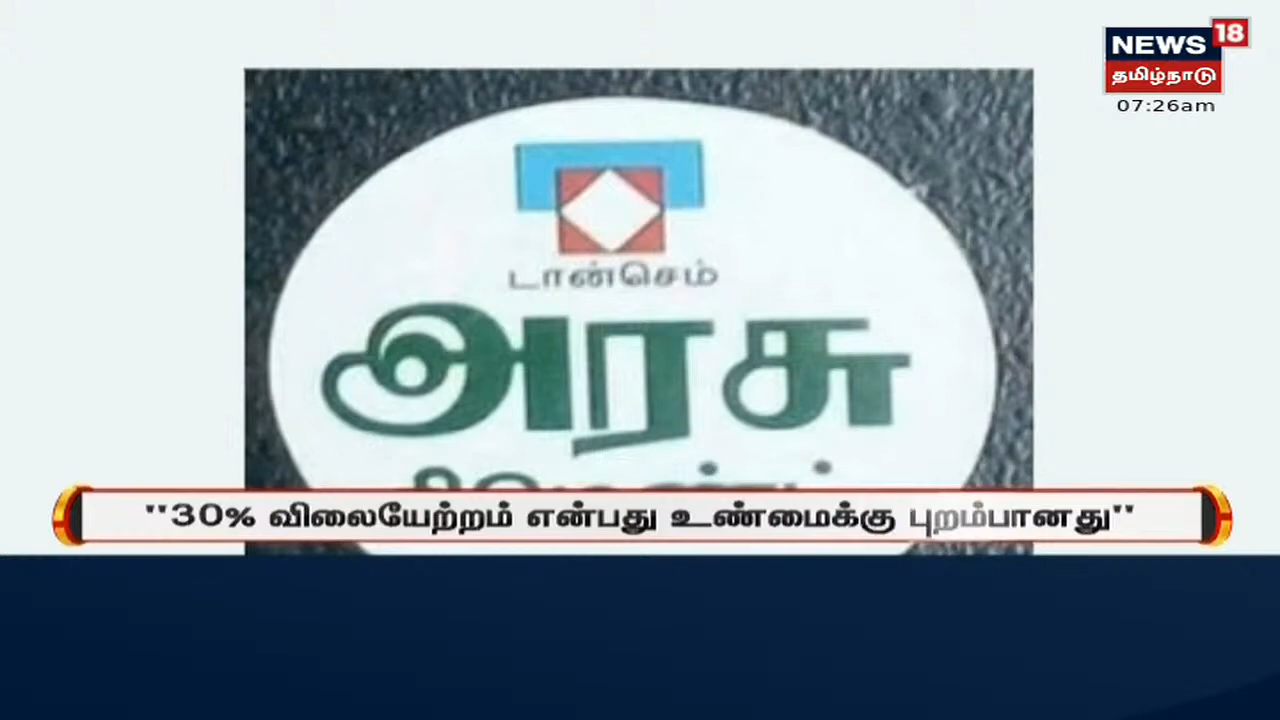 NEWS 18
தமிழ்நாடு
07:26am
டான்செம்
அரசு
"30% விலையேற்றம் என்பது உண்மைக்கு புறம்பானது"